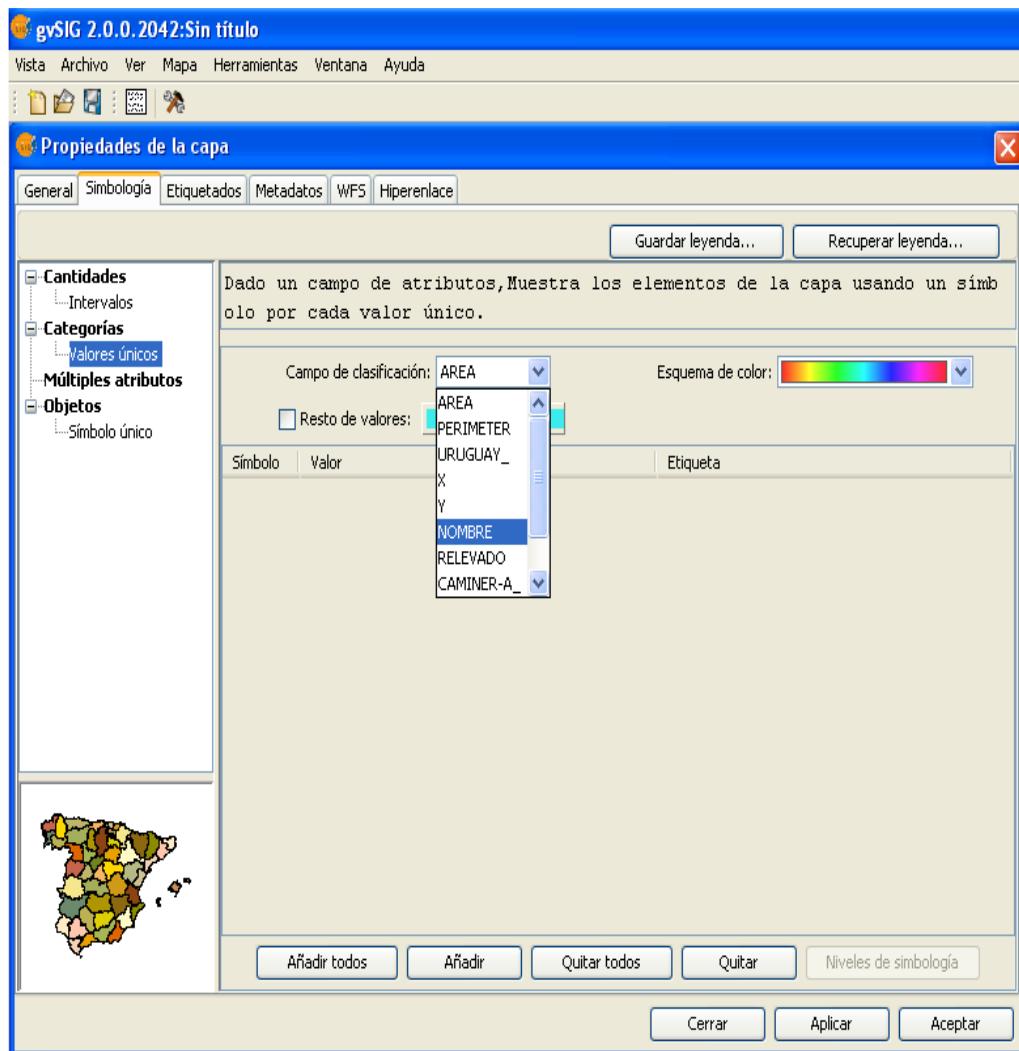 gvSIG 2.0.0.2042:Sin título
Vista Archivo Ver Mapa Herramientas Ventana Ayuda
Propiedades de la capa
General Simbología Etiquetados Metadatos WFS Hiperenlace
Guardar leyenda... Recuperar leyenda...
Cantidades
Intervalos
Categorías
Valores únicos
Múltiples atributos
Objetos
Símbolo único
Dado un campo de atributos,Muestra los elementos de la capa usando un símb
olo por cada valor único.
Campo de clasificación: AREA Esquema de color:
Resto de valores:
AREA
PERIMETER
URUGUAY_
X
Y
NOMBRE
RELEVADO
CAMINER-A_
Símbolo Valor Etiqueta
Añadir todos Añadir Quitar todos Quitar Niveles de simbología
Cerrar Aplicar Aceptar